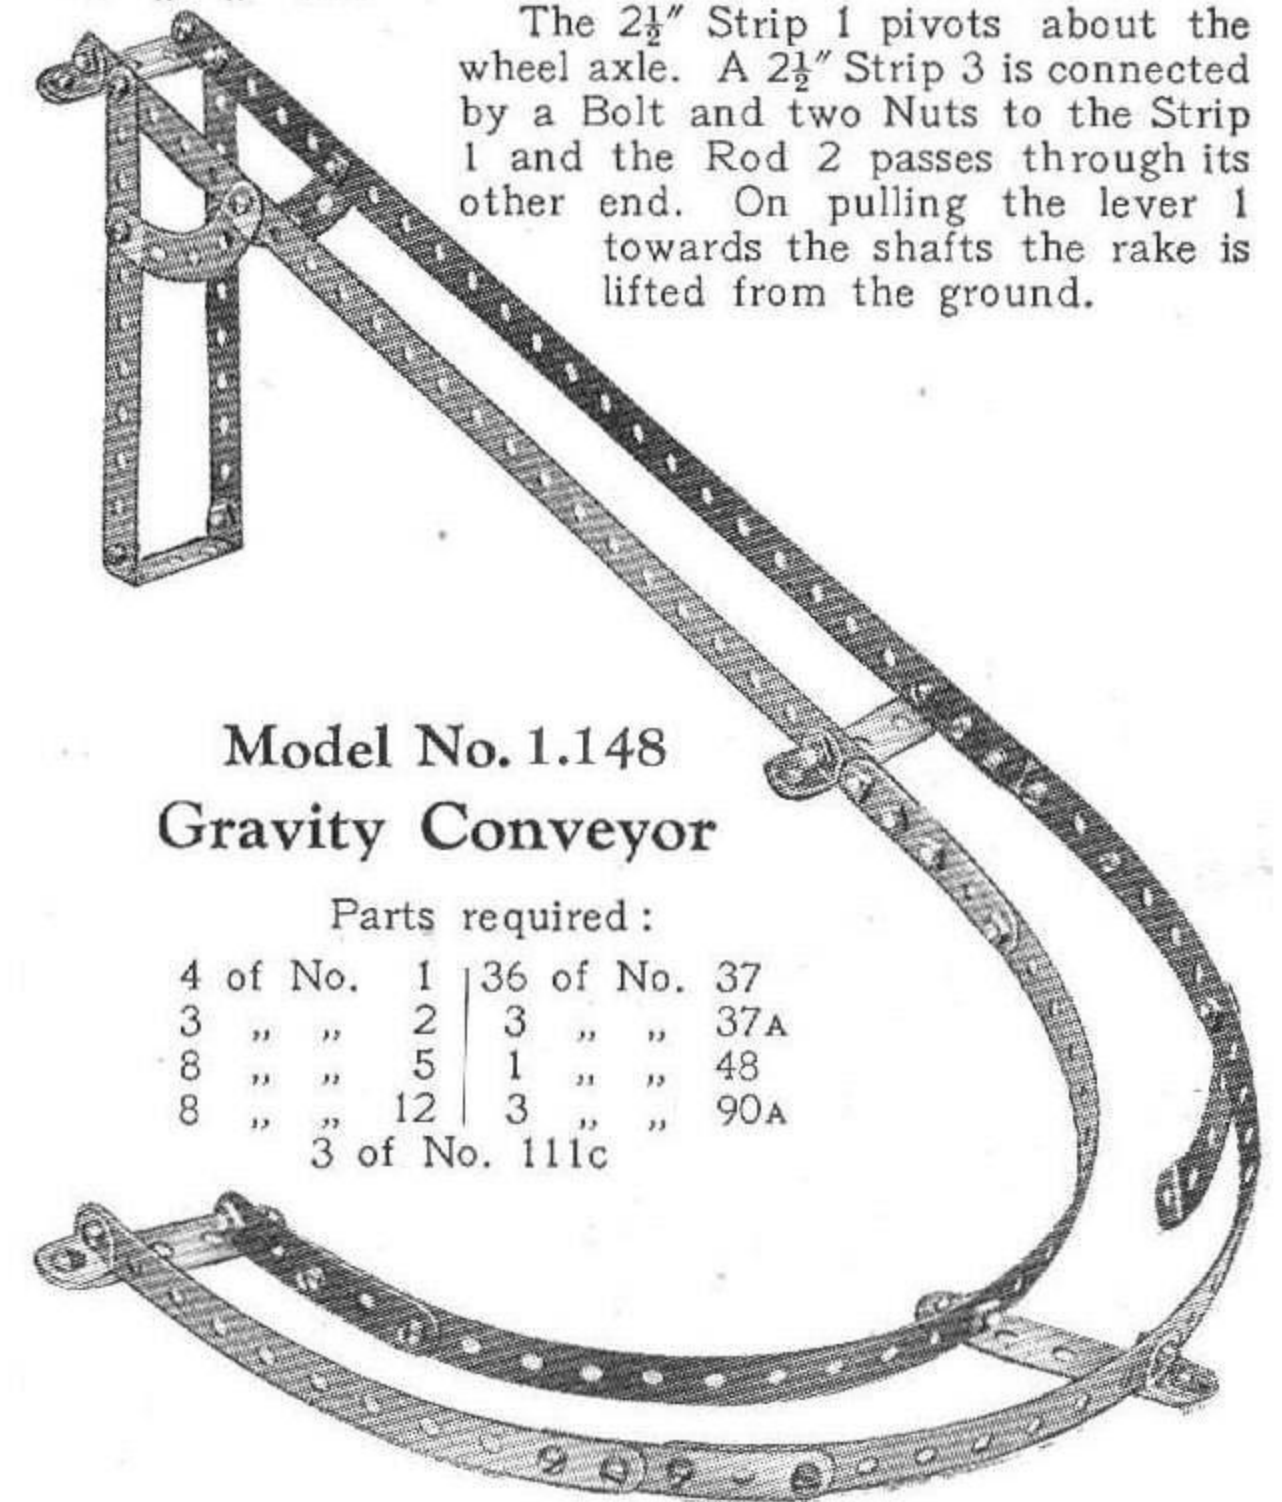 The 2½″ Strip 1 pivots about the
wheel axle. A 2½″ Strip 3 is connected
by a Bolt and two Nuts to the Strip
1 and the Rod 2 passes through its
other end. On pulling the lever 1
towards the shafts the rake is
lifted from the ground.
Model No. 1.148
Gravity Conveyor
Parts required :
4 of No. 1 | 36 of No. 37
3 „ „ 2 | 3 „ „ 37A
8 „ „ 5 | 1 „ „ 48
8 „ „ 12 | 3 „ „ 90A
3 of No. 111c